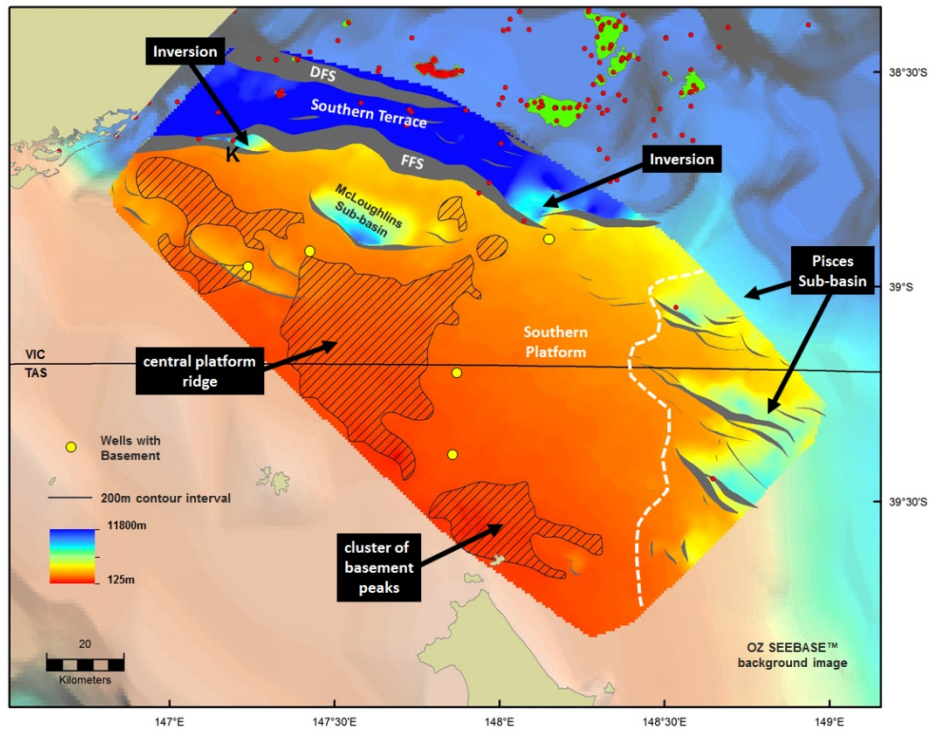 Inversion
DFS
Southern Terrace
K
FFS
Inversion
McLoughlins
Sub-basin
Pisces
Sub-basin
Southern
Platform
central platform
ridge
VIC
TAS
Wells with
Basement
200m contour interval
11800m
125m
cluster of
basement
peaks
20
Kilometers
OZ SEEBASE™
background image
38°30'S
39°S
39°30'S
147°E
147°30'E
148°E
148°30'E
149°E